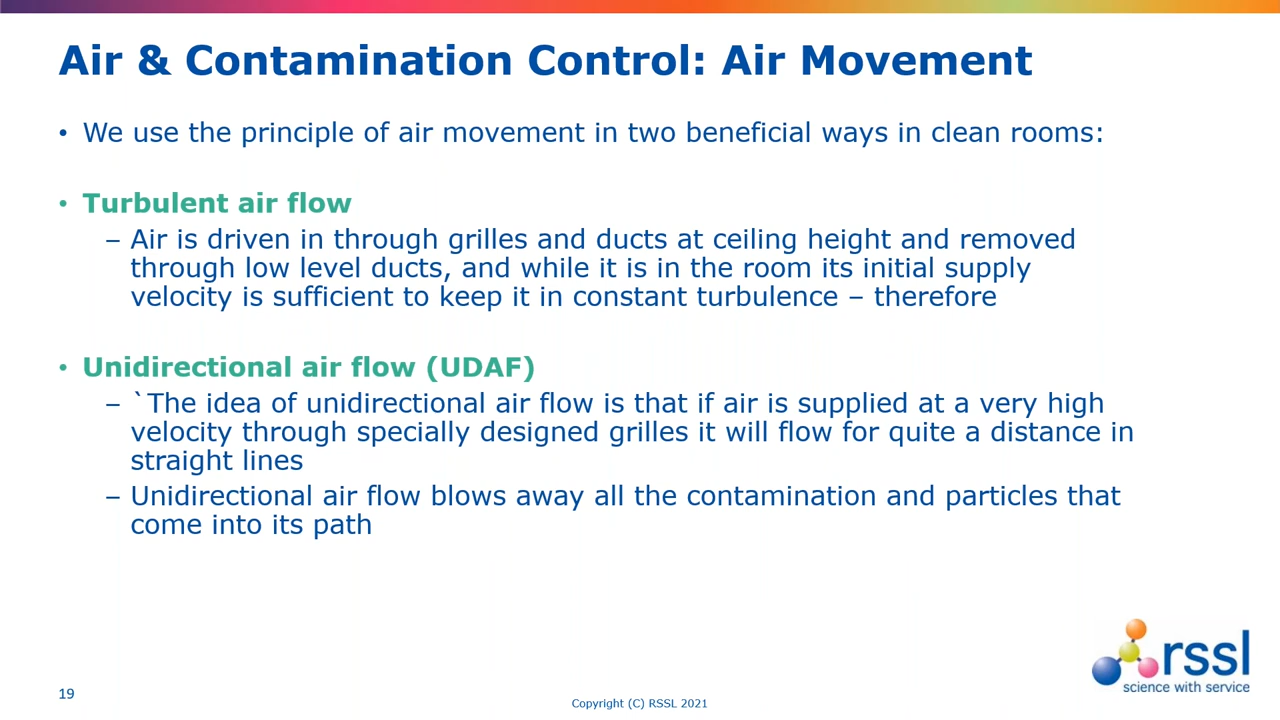 Air & Contamination Control: Air Movement
• We use the principle of air movement in two beneficial ways in clean rooms:
• Turbulent air flow
– Air is driven in through grilles and ducts at ceiling height and removed
through low level ducts, and while it is in the room its initial supply
velocity is sufficient to keep it in constant turbulence – therefore
• Unidirectional air flow (UDAF)
– `The idea of unidirectional air flow is that if air is supplied at a very high
velocity through specially designed grilles it will flow for quite a distance in
straight lines
– Unidirectional air flow blows away all the contamination and particles that
come into its path
rssl
science with service
19
Copyright (C) RSSL 2021